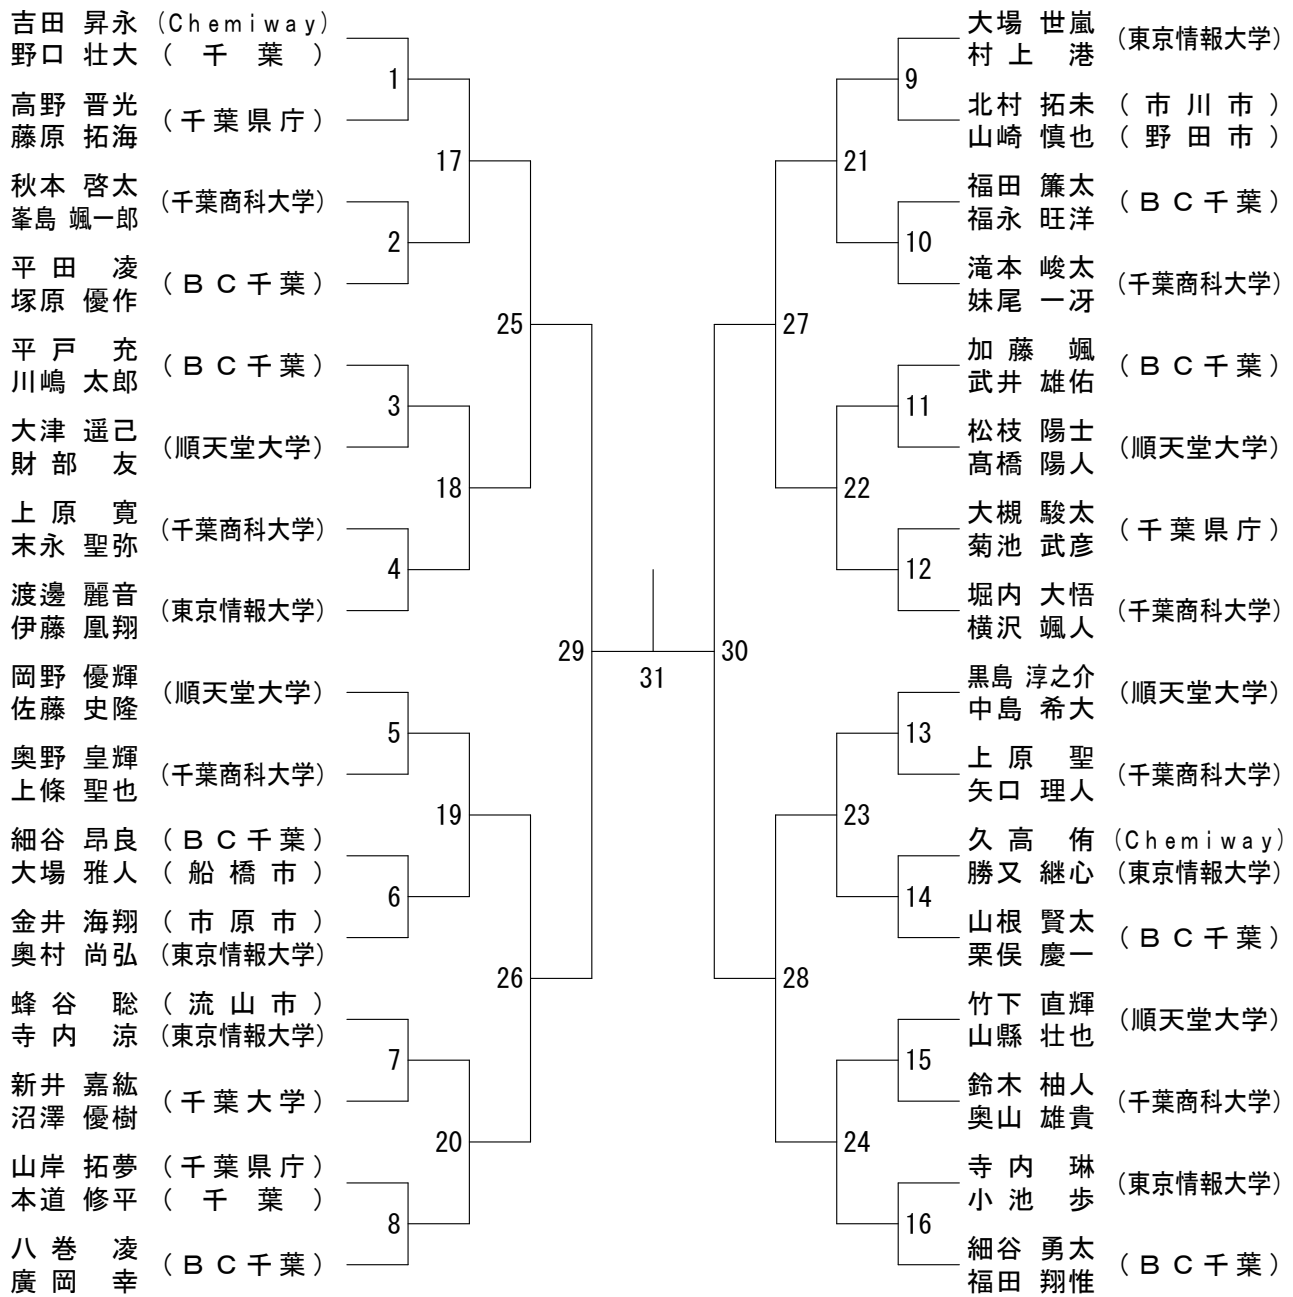 吉田 昇永 (Chemiway)
野口 壮大 ( 千 葉 )
1
高野 晋光
藤原 拓海 (千葉県庁)
17
秋本 啓太
峯島 颯一郎 (千葉商科大学)
2
平田 凌
塚原 優作 (BC千葉)
25
平戸 充
川嶋 太郎 (BC千葉)
3
大津 遥己
財部 友 (順天堂大学)
18
上原 寛
末永 聖弥 (千葉商科大学)
4
渡邊 麗音
伊藤 凰翔 (東京情報大学)
29
岡野 優輝
佐藤 史隆 (順天堂大学)
5
奥野 皇輝
上條 聖也 (千葉商科大学)
19
細谷 昂良 (BC千葉)
大場 雅人 (船橋市)
6
金井 海翔 (市原市)
奥村 尚弘 (東京情報大学)
26
蜂谷 聡 (流山市)
寺内 涼 (東京情報大学)
7
新井 嘉紘
沼澤 優樹 (千葉大学)
20
山岸 拓夢 (千葉県庁)
本道 修平 ( 千 葉 )
8
八巻 凌
廣岡 幸 (BC千葉)
31
大場 世嵐
村上 港 (東京情報大学)
9
北村 拓未 (市川市)
山崎 慎也 (野田市)
21
福田 簾太
福永 旺洋 (BC千葉)
10
滝本 峻太
妹尾 一冴 (千葉商科大学)
27
加藤 颯
武井 雄佑 (BC千葉)
11
松枝 陽士
髙橋 陽人 (順天堂大学)
22
大槻 駿太
菊池 武彦 (千葉県庁)
12
堀内 大悟
横沢 颯人 (千葉商科大学)
30
黒島 淳之介
中島 希大 (順天堂大学)
13
上原 聖
矢口 理人 (千葉商科大学)
23
久高 侑 (Chemiway)
勝又 継心 (東京情報大学)
14
山根 賢太
栗俣 慶一 (BC千葉)
28
竹下 直輝
山縣 壮也 (順天堂大学)
15
鈴木 柚人
奥山 雄貴 (千葉商科大学)
24
寺内 琳
小池 歩 (東京情報大学)
16
細谷 勇太
福田 翔惟 (BC千葉)